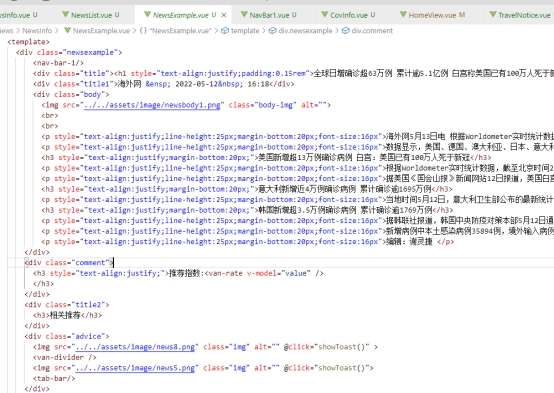 sInfo.vue U NewsList.vue U NewsExample.vue U × NavBar1.vue U CovInfo.vue U HomeView.vue M TravelNotice.vue U
iews > NewsInfo > NewsExample.vue > {} "NewsExample.vue" > template > div.newsexample > div.comment
<template>
<div class="newsexample">
<nav-bar-1/>
<div class="title"><h1 style="text-align:justify;padding:0.15rem">全球日增确诊超63万例 累计逾5.1亿例 白宫称美国已有100万人死于新
<div class="title1">海外网 &ensp; 2022-05-12&nbsp; 16:18</div>
<div class="body">
<img src="../../assets/image/newsbody1.png" class="body-img" alt="">
<br>
<br>
<p style="text-align:justify;line-height:25px;margin-bottom:20px;font-size:16px">海外网5月13日电 根据Worldometer实时统计数据
<p style="text-align:justify;line-height:25px;margin-bottom:20px;font-size:16px">数据显示，美国、德国、澳大利亚、日本、意大利
<h3 style="text-align:justify;margin-bottom:20px;">美国新增超13万例确诊病例 白宫：美国已有100万人死于新冠</h3>
<p style="text-align:justify;line-height:25px;margin-bottom:20px;font-size:16px">根据Worldometer实时统计数据，截至北京时间2
<p style="text-align:justify;line-height:25px;margin-bottom:20px;font-size:16px">据美国《国会山报》新闻网站12日报道，美国白宫
<h3 style="text-align:justify;margin-bottom:20px;">意大利新增近4万例确诊病例 累计确诊逾1695万例</h3>
<p style="text-align:justify;line-height:25px;margin-bottom:20px;font-size:16px">当地时间5月12日，意大利卫生部公布的最新统计
<h3 style="text-align:justify;margin-bottom:20px;">韩国新增超3.5万例确诊病例 累计确诊逾1769万例</h3>
<p style="text-align:justify;line-height:25px;margin-bottom:20px;font-size:16px">据韩联社报道，韩国中央防疫对策本部5月12日通
<p style="text-align:justify;line-height:25px;margin-bottom:20px;font-size:16px">新增病例中本土感染病例35894例，境外输入病例
<p style="text-align:justify;line-height:25px;margin-bottom:20px;font-size:16px">编辑：谢灵捷 </p>
</div>
<div class="comment">
<h3 style="text-align:justify;">推荐指数:<van-rate v-model="value" />
</h3>
</div>
<div class="title2">
<h3>相关推荐</h3>
</div>
<div class="advice">
<img src="../../assets/image/news8.png" class="img" alt="" @click="showToast()" >
<van-divider />
<img src="../../assets/image/news5.png" class="img" alt="" @click="showToast()">
<tab-bar/>
</div>